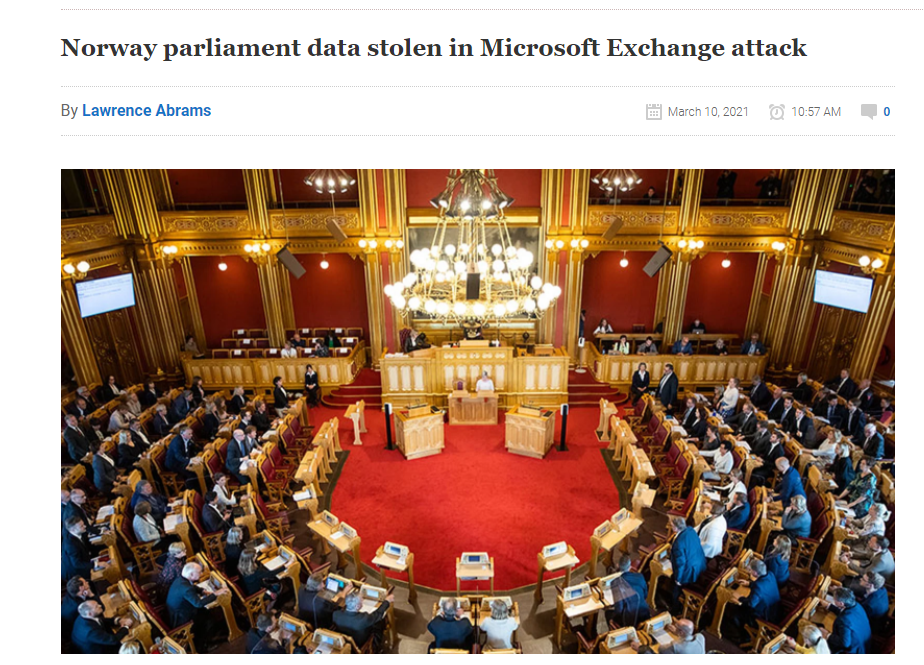 Norway parliament data stolen in Microsoft Exchange attack
By Lawrence Abrams
March 10, 2021 10:57 AM 0